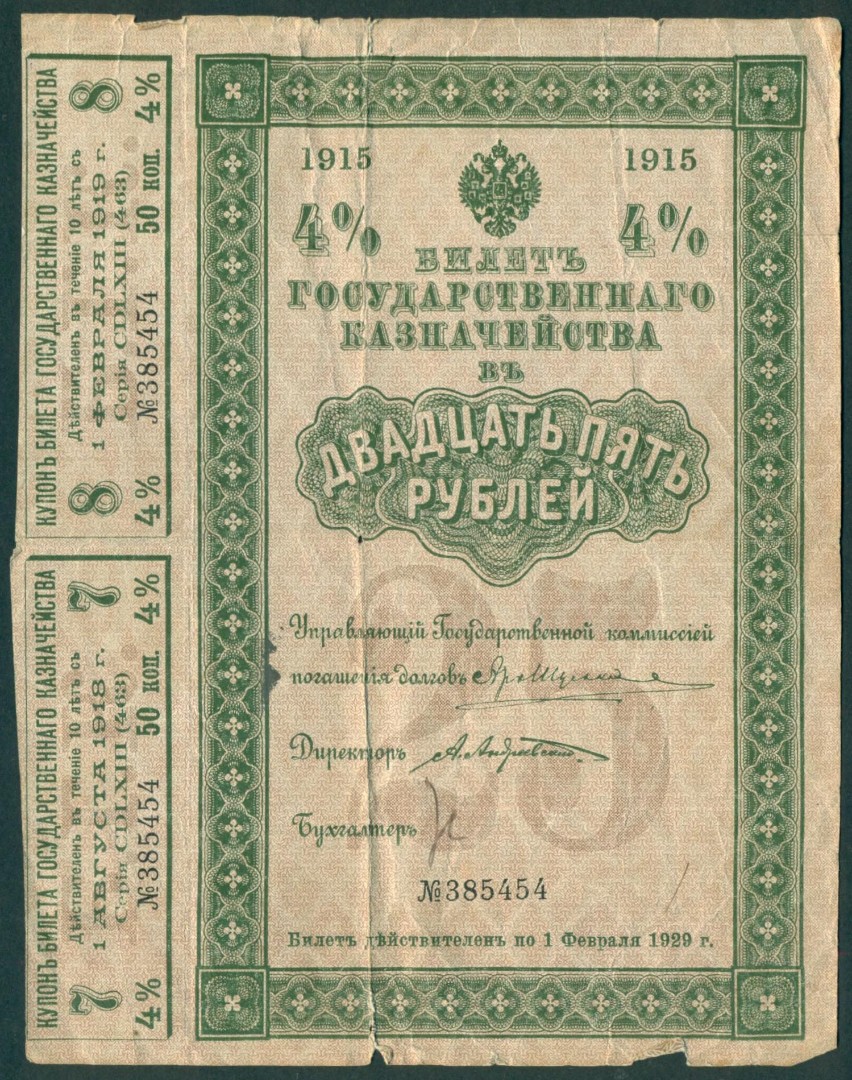 КУПОНЪ БИЛЕТА ГОСУДАРСТВЕННАГО КАЗНАЧЕЙСТВА
Дѣйствителенъ въ теченіе 10 лѣтъ съ
8 1 ФЕВРАЛЯ 1919 г. 8
Серія CDLXIII (463)
4% №385454 50 КОП. 4%
КУПОНЪ БИЛЕТА ГОСУДАРСТВЕННАГО КАЗНАЧЕЙСТВА
Дѣйствителенъ въ теченіе 10 лѣтъ съ
7 1 АВГУСТА 1918 г. 7
Серія CDLXIII (463)
4% №385454 50 КОП. 4%
1915 1915
4% 4%
БИЛЕТЪ
ГОСУДАРСТВЕННАГО
КАЗНАЧЕЙСТВА
ВЪ
ДВАДЦАТЬ ПЯТЬ
РУБЛЕЙ
25
Управляющій Государственной коммиссіей
погашенія долговъ
Директоръ А. Андреевскій
Бухгалтеръ
№385454
Билетъ дѣйствителенъ по 1 Февраля 1929 г.